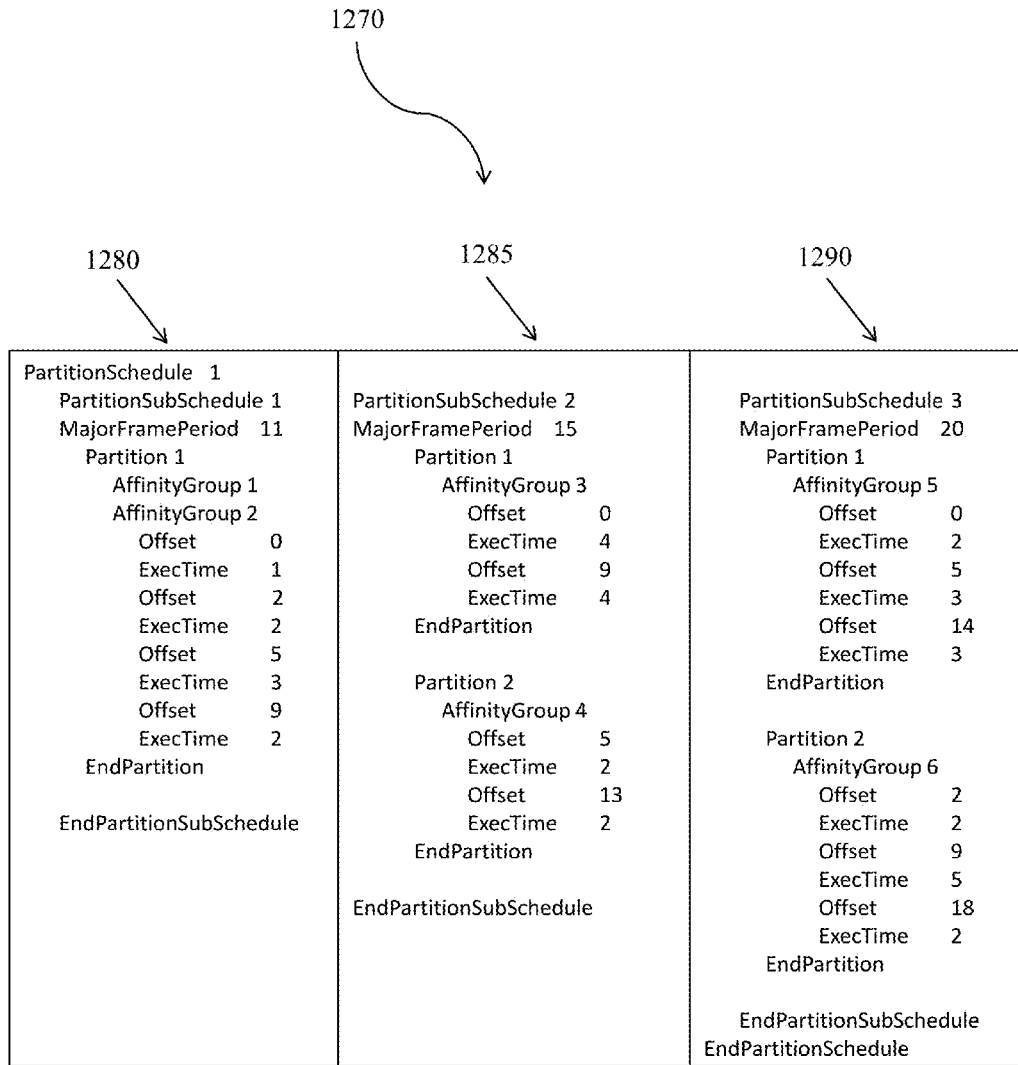 1270
1280
1285
1290
PartitionSchedule 1
PartitionSubSchedule 1
MajorFramePeriod 11
Partition 1
AffinityGroup 1
AffinityGroup 2
Offset 0
ExecTime 1
Offset 2
ExecTime 2
Offset 5
ExecTime 3
Offset 9
ExecTime 2
EndPartition
EndPartitionSubSchedule
PartitionSubSchedule 2
MajorFramePeriod 15
Partition 1
AffinityGroup 3
Offset 0
ExecTime 4
Offset 9
ExecTime 4
EndPartition
Partition 2
AffinityGroup 4
Offset 5
ExecTime 2
Offset 13
ExecTime 2
EndPartition
EndPartitionSubSchedule
PartitionSubSchedule 3
MajorFramePeriod 20
Partition 1
AffinityGroup 5
Offset 0
ExecTime 2
Offset 5
ExecTime 3
Offset 14
ExecTime 3
EndPartition
Partition 2
AffinityGroup 6
Offset 2
ExecTime 2
Offset 9
ExecTime 5
Offset 18
ExecTime 2
EndPartition
EndPartitionSubSchedule
EndPartitionSchedule